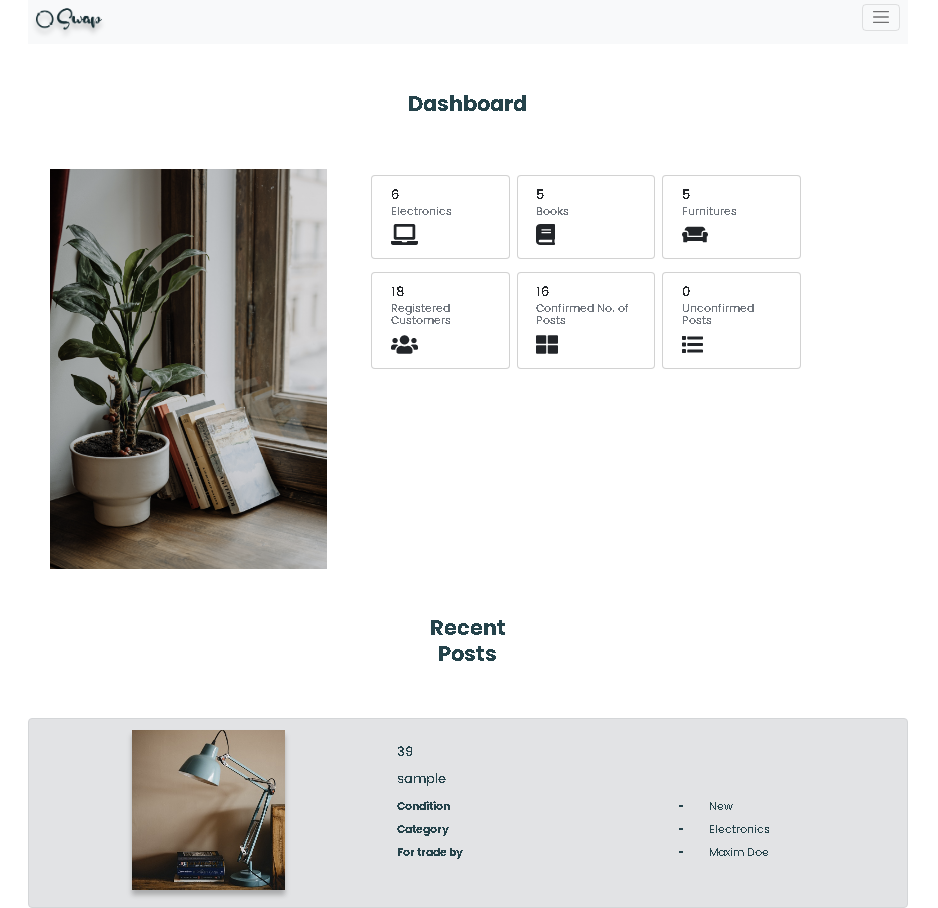 Swap
Dashboard
6
Electronics
5
Books
5
Furnitures
18
Registered
Customers
16
Confirmed No. of
Posts
0
Unconfirmed
Posts
Recent
Posts
39
sample
Condition - New
Category - Electronics
For trade by - Maxim Doe